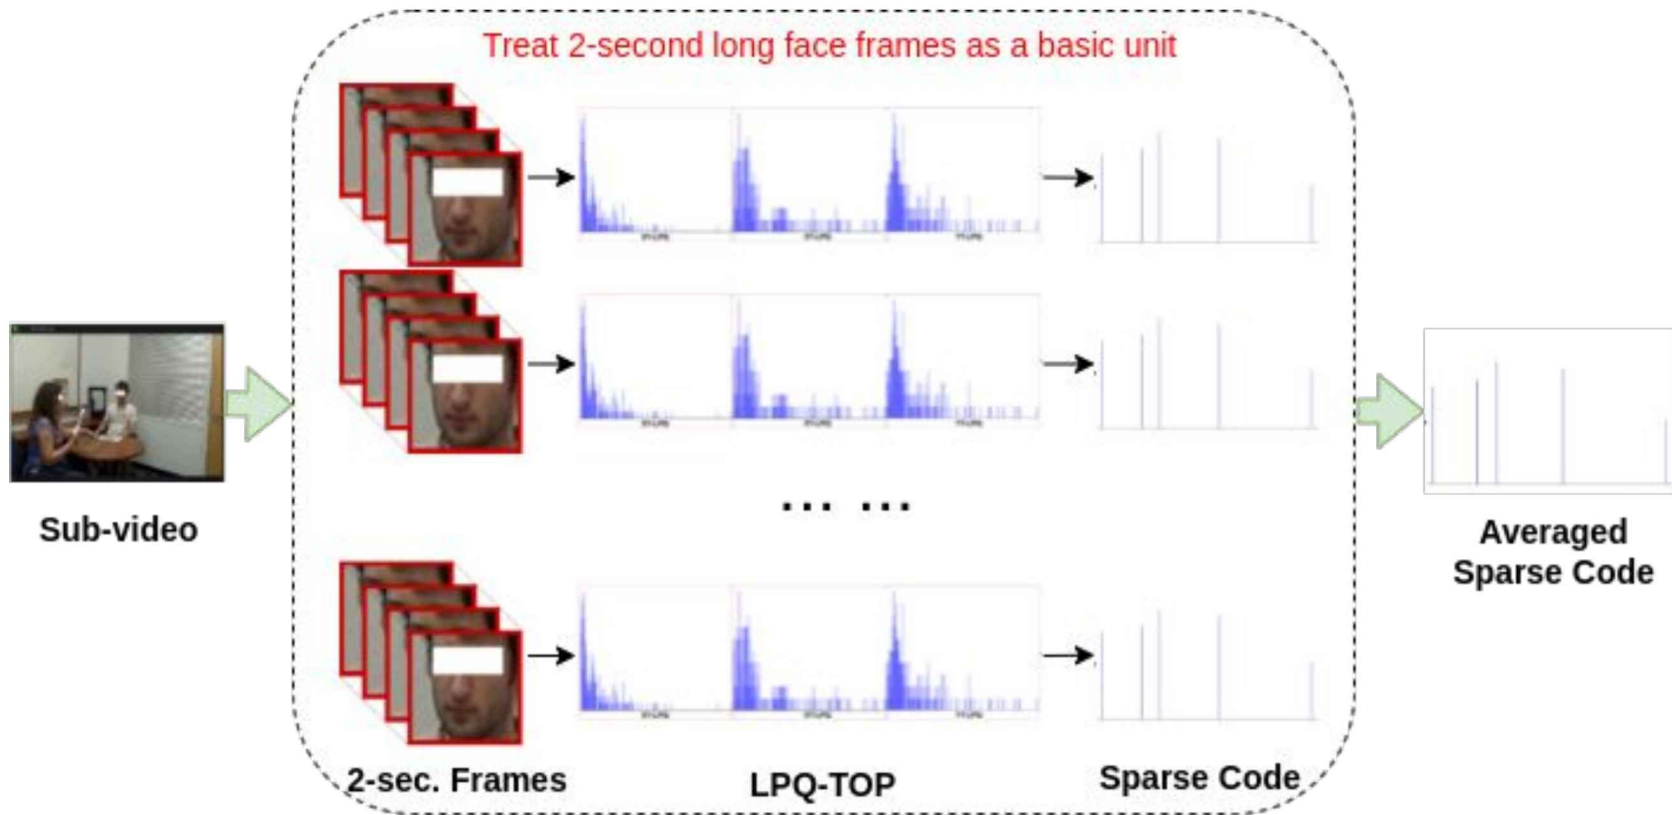 Treat 2-second long face frames as a basic unit
... ...
Sub-video
Averaged
Sparse Code
2-sec. Frames
LPQ-TOP
Sparse Code